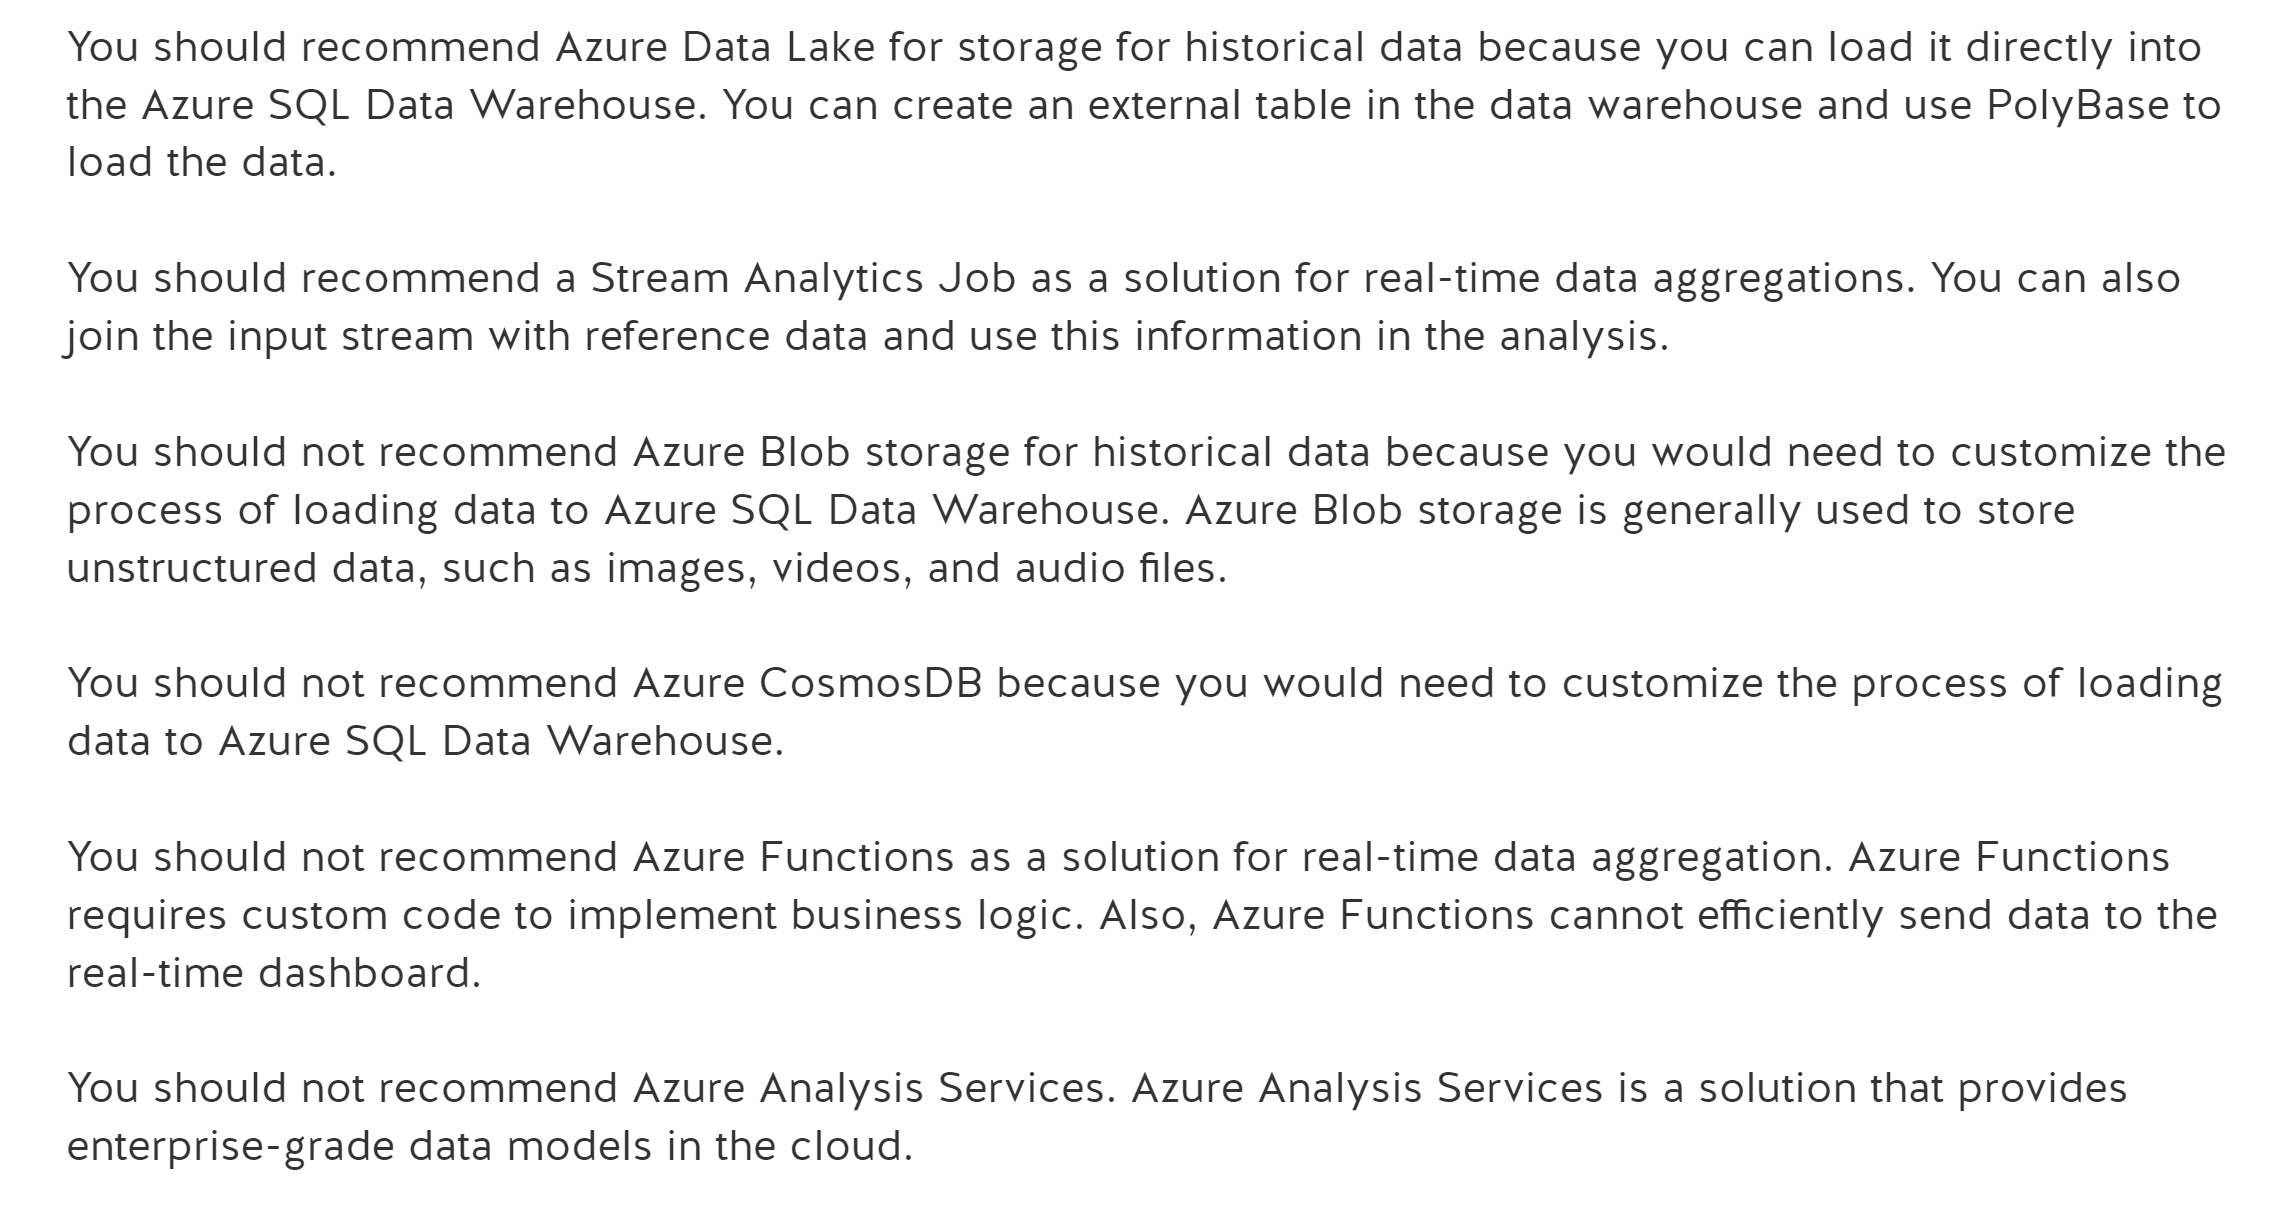 You should recommend Azure Data Lake for storage for historical data because you can load it directly into
the Azure SQL Data Warehouse. You can create an external table in the data warehouse and use PolyBase to
load the data.
You should recommend a Stream Analytics Job as a solution for real-time data aggregations. You can also
join the input stream with reference data and use this information in the analysis.
You should not recommend Azure Blob storage for historical data because you would need to customize the
process of loading data to Azure SQL Data Warehouse. Azure Blob storage is generally used to store
unstructured data, such as images, videos, and audio files.
You should not recommend Azure CosmosDB because you would need to customize the process of loading
data to Azure SQL Data Warehouse.
You should not recommend Azure Functions as a solution for real-time data aggregation. Azure Functions
requires custom code to implement business logic. Also, Azure Functions cannot efficiently send data to the
real-time dashboard.
You should not recommend Azure Analysis Services. Azure Analysis Services is a solution that provides
enterprise-grade data models in the cloud.